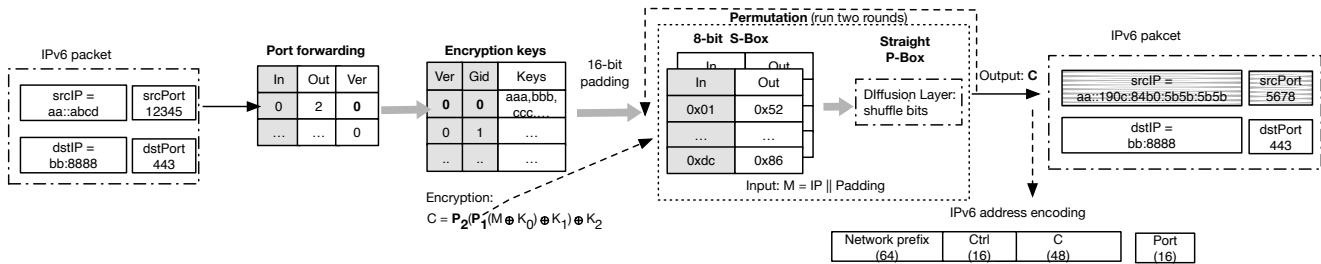 IPv6 packet
srcIP =
aa::abcd
srcPort
12345
dstIP =
bb:8888
dstPort
443
Port forwarding
In Out Ver
0 2 0
… … 0
Encryption keys
Ver Gid Keys
0 0 aaa,bbb,
ccc,...
0 1 …
.. .. …
Encryption:
C = P2(P1(M ⊕ K0) ⊕ K1) ⊕ K2
16-bit
padding
Permutation (run two rounds)
8-bit S-Box
In Out
In Out
0x01 0x52
... ...
0xdc 0x86
Straight
P-Box
DIffusion Layer:
shuffle bits
Input: M = IP || Padding
Output: C
IPv6 pakcet
srcIP =
aa::190c:84b0:5b5b:5b5b
srcPort
5678
dstIP =
bb:8888
dstPort
443
IPv6 address encoding
Network prefix
(64)
Ctrl
(16)
C
(48)
Port
(16)